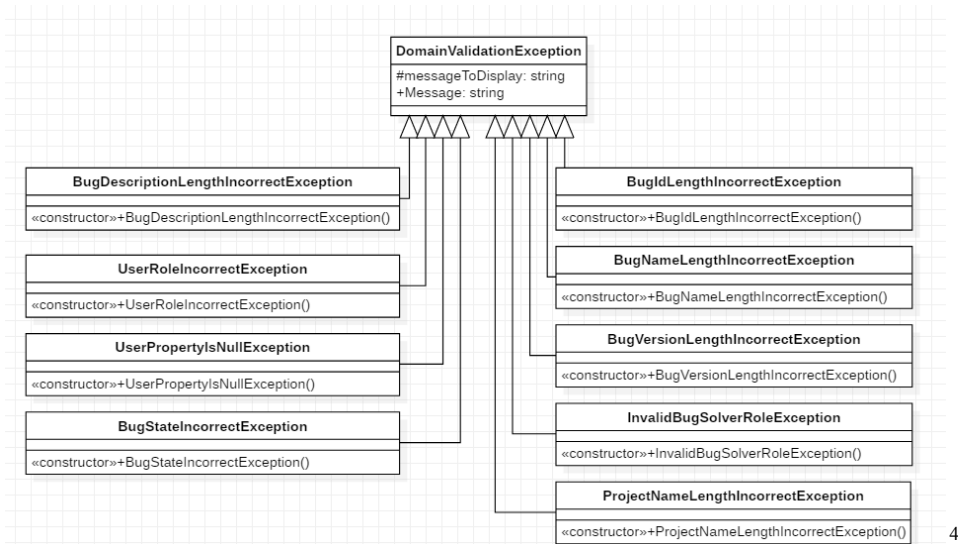 DomainValidationException
#messageToDisplay: string
+Message: string
BugDescriptionLengthIncorrectException
«constructor»+BugDescriptionLengthIncorrectException()
UserRoleIncorrectException
«constructor»+UserRoleIncorrectException()
UserPropertyIsNullException
«constructor»+UserPropertyIsNullException()
BugStateIncorrectException
«constructor»+BugStateIncorrectException()
BugIdLengthIncorrectException
«constructor»+BugIdLengthIncorrectException()
BugNameLengthIncorrectException
«constructor»+BugNameLengthIncorrectException()
BugVersionLengthIncorrectException
«constructor»+BugVersionLengthIncorrectException()
InvalidBugSolverRoleException
«constructor»+InvalidBugSolverRoleException()
ProjectNameLengthIncorrectException
«constructor»+ProjectNameLengthIncorrectException()
4